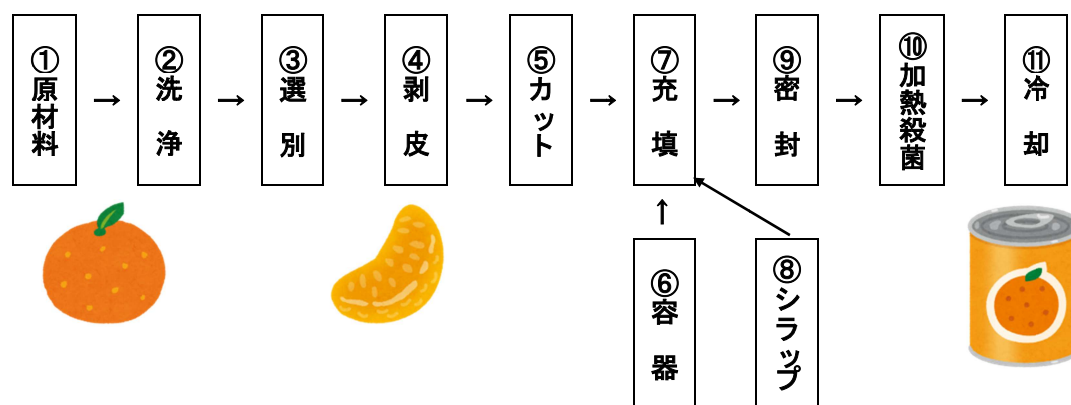 ①原材料
②洗浄
③選別
④剥皮
⑤カット
⑦充填
⑨密封
⑩加熱殺菌
⑪冷却
⑥容器
⑧シラップ